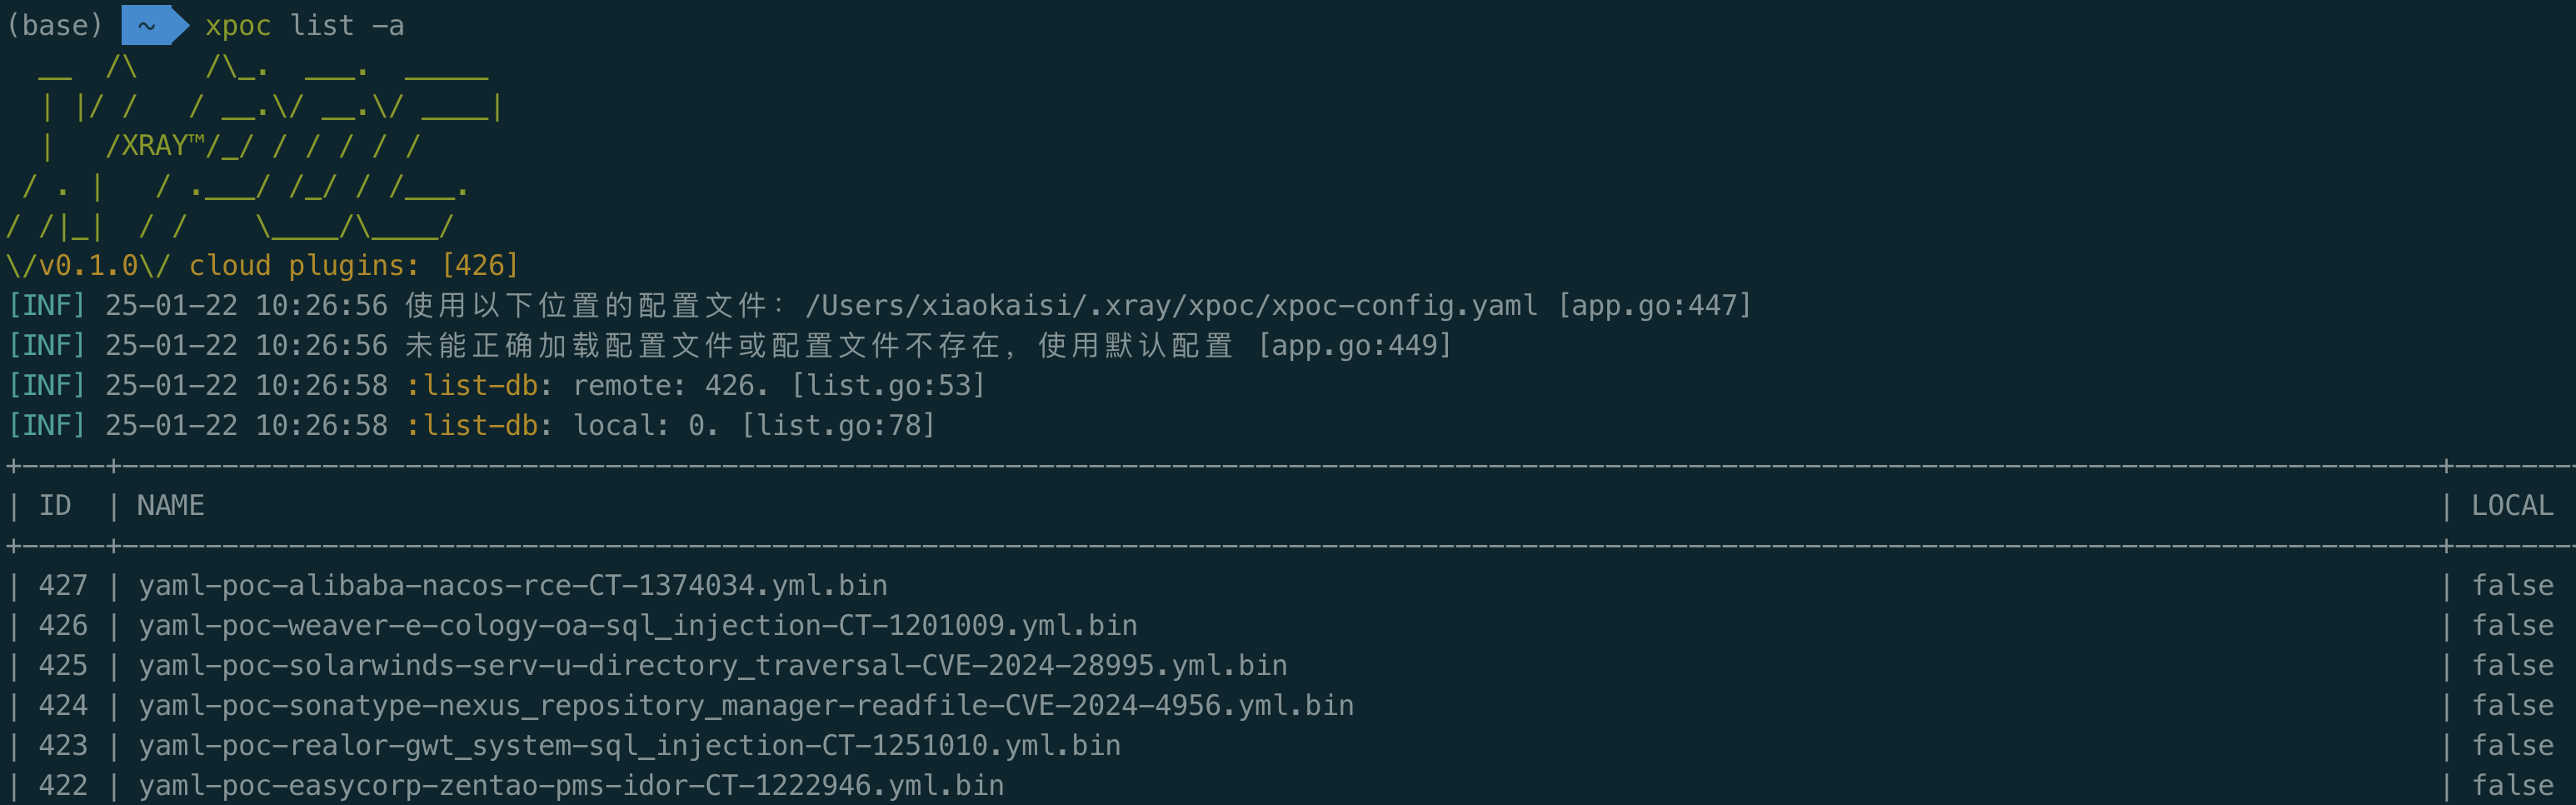 (base) ~ xpoc list -a
  __  /\    /\_.  ___.  _____
  | |/ /   / __.\/ __.\/ ____|
  |   /XRAY™/_/ / / / / /
 / . |   / .___/ /_/ / /___.
/ /|_|  / /    \____/\____/
\//v0.1.0\// cloud plugins: [426]
[INF] 25-01-22 10:26:56 使用以下位置的配置文件：/Users/xiaokaisi/.xray/xpoc/xpoc-config.yaml [app.go:447]
[INF] 25-01-22 10:26:56 未能正确加载配置文件或配置文件不存在，使用默认配置 [app.go:449]
[INF] 25-01-22 10:26:58 :list-db: remote: 426. [list.go:53]
[INF] 25-01-22 10:26:58 :list-db: local: 0. [list.go:78]
| ID | NAME | LOCAL
| 427 | yaml-poc-alibaba-nacos-rce-CT-1374034.yml.bin | false
| 426 | yaml-poc-weaver-e-cology-oa-sql_injection-CT-1201009.yml.bin | false
| 425 | yaml-poc-solarwinds-serv-u-directory_traversal-CVE-2024-28995.yml.bin | false
| 424 | yaml-poc-sonatype-nexus_repository_manager-readfile-CVE-2024-4956.yml.bin | false
| 423 | yaml-poc-realor-gwt_system-sql_injection-CT-1251010.yml.bin | false
| 422 | yaml-poc-easycorp-zentao-pms-idor-CT-1222946.yml.bin | false